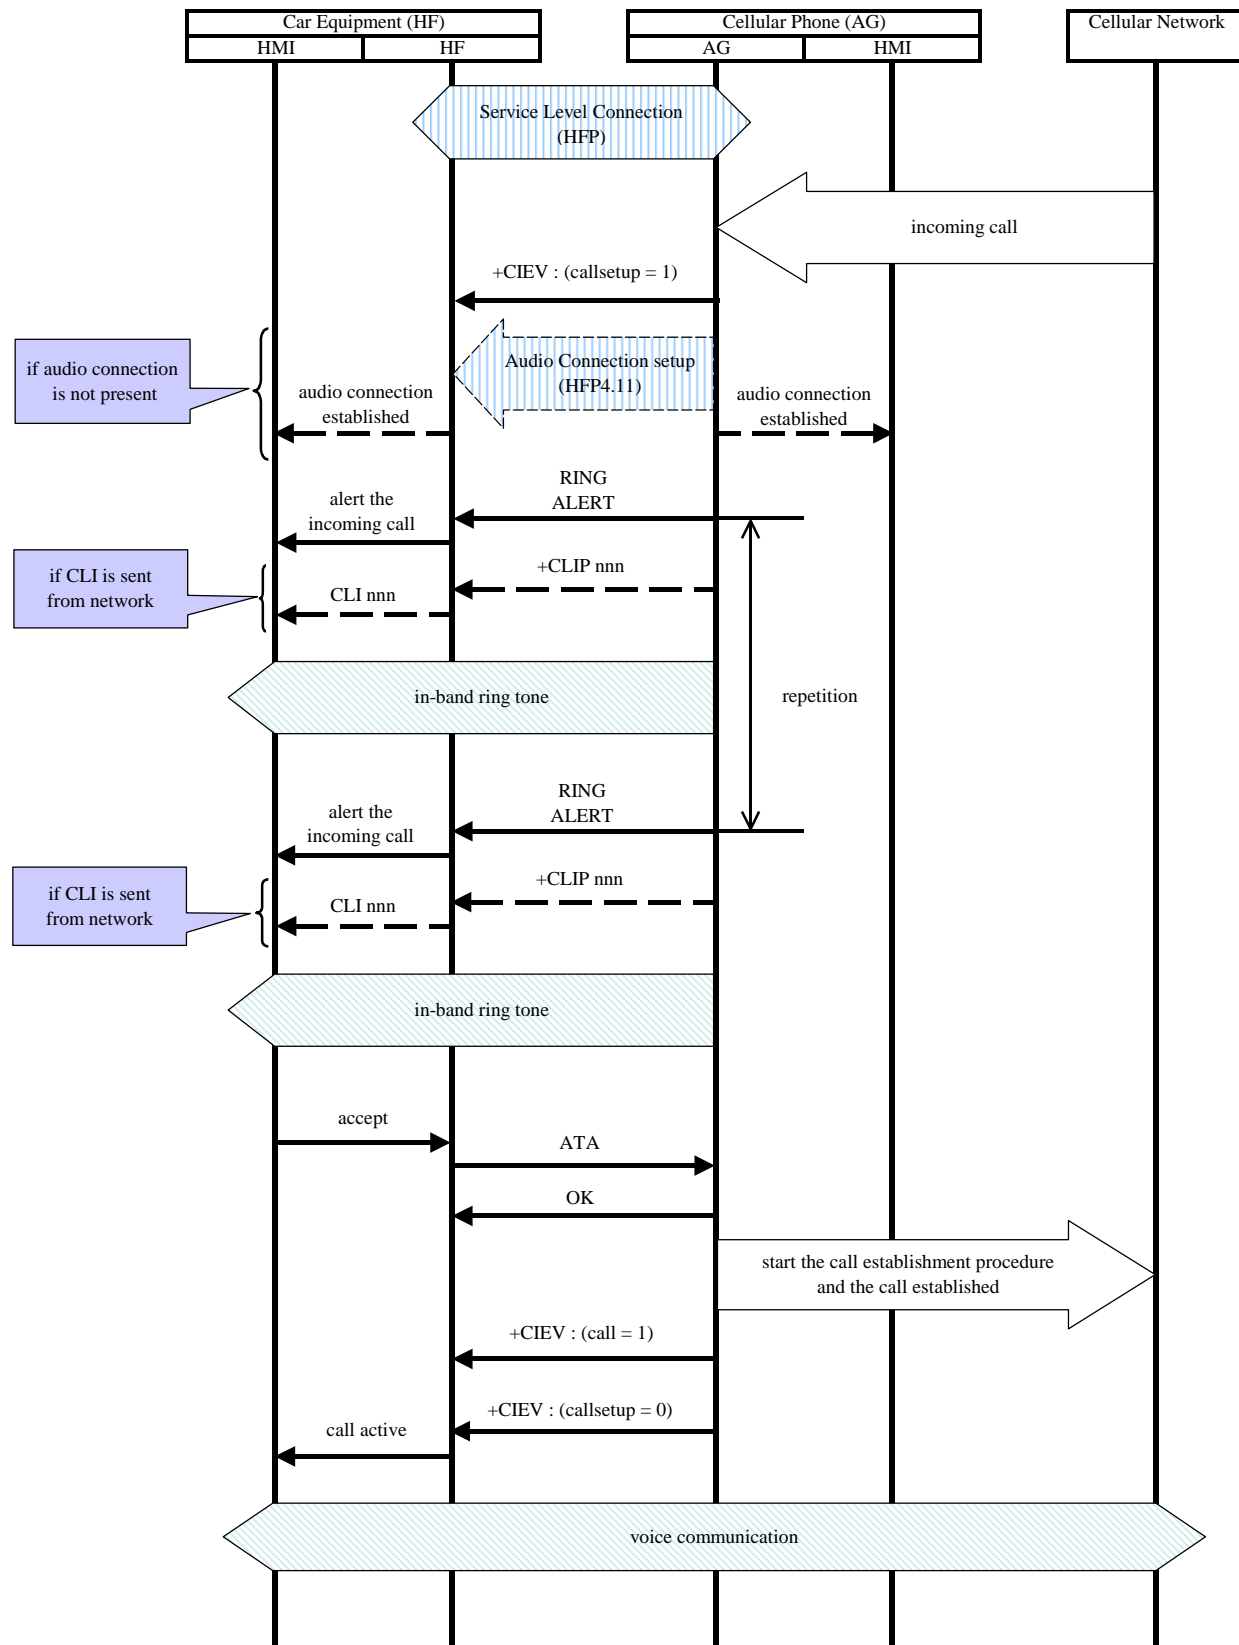 Car Equipment (HF)
Cellular Phone (AG)
Cellular Network
HMI
HF
AG
HMI
Service Level Connection
(HFP)
incoming call
+CIEV : (callsetup = 1)
if audio connection
is not present
Audio Connection setup
(HFP4.11)
audio connection
established
audio connection
established
RING
ALERT
alert the
incoming call
if CLI is sent
from network
+CLIP nnn
CLI nnn
in-band ring tone
repetition
RING
ALERT
alert the
incoming call
if CLI is sent
from network
+CLIP nnn
CLI nnn
in-band ring tone
accept
ATA
OK
start the call establishment procedure
and the call established
+CIEV : (call = 1)
+CIEV : (callsetup = 0)
call active
voice communication